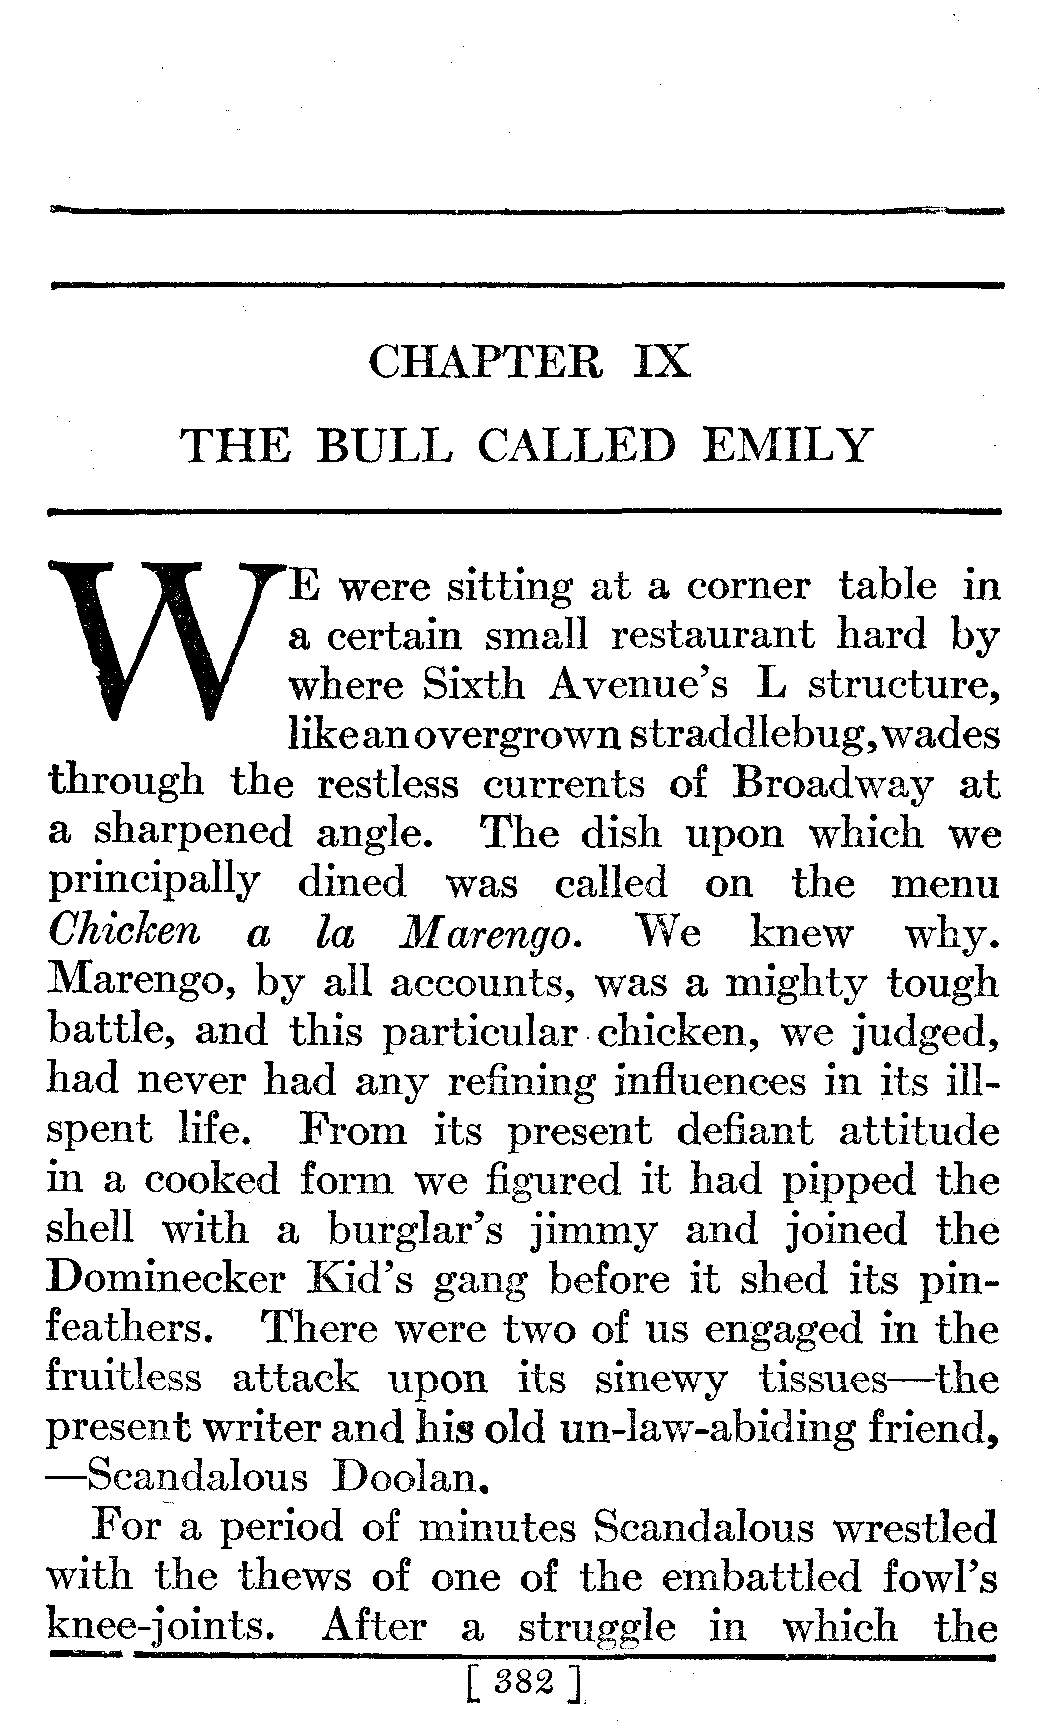 CHAPTER IX
THE BULL CALLED EMILY
WE were sitting at a corner table in
a certain small restaurant hard by
where Sixth Avenue's L structure,
like an overgrown straddlebug, wades
through the restless currents of Broadway at
a sharpened angle. The dish upon which we
principally dined was called on the menu
Chicken a la Marengo. We knew why.
Marengo, by all accounts, was a mighty tough
battle, and this particular chicken, we judged,
had never had any refining influences in its ill-
spent life. From its present defiant attitude
in a cooked form we figured it had pipped the
shell with a burglar's jimmy and joined the
Dominecker Kid's gang before it shed its pin-
feathers. There were two of us engaged in the
fruitless attack upon its sinewy tissues—the
present writer and his old un-law-abiding friend,
—Scandalous Doolan.
For a period of minutes Scandalous wrestled
with the thews of one of the embattled fowl's
knee-joints. After a struggle in which the
[ 382 ]